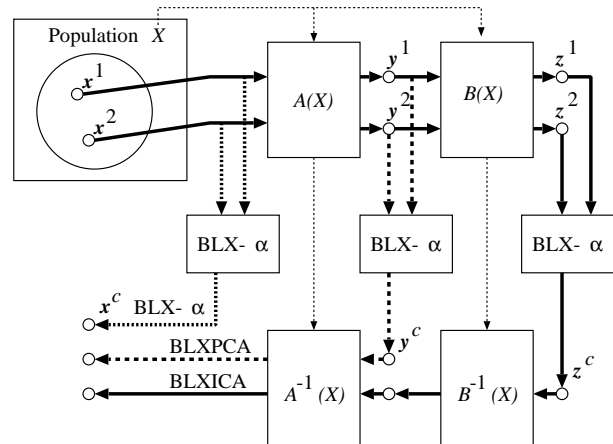 Population X
x¹
x²
A(X)
y¹
y²
B(X)
z¹
z²
BLX- α
BLX- α
BLX- α
xᶜ
BLX- α
BLXPCA
BLXICA
A⁻¹ (X)
yᶜ
B⁻¹ (X)
zᶜ